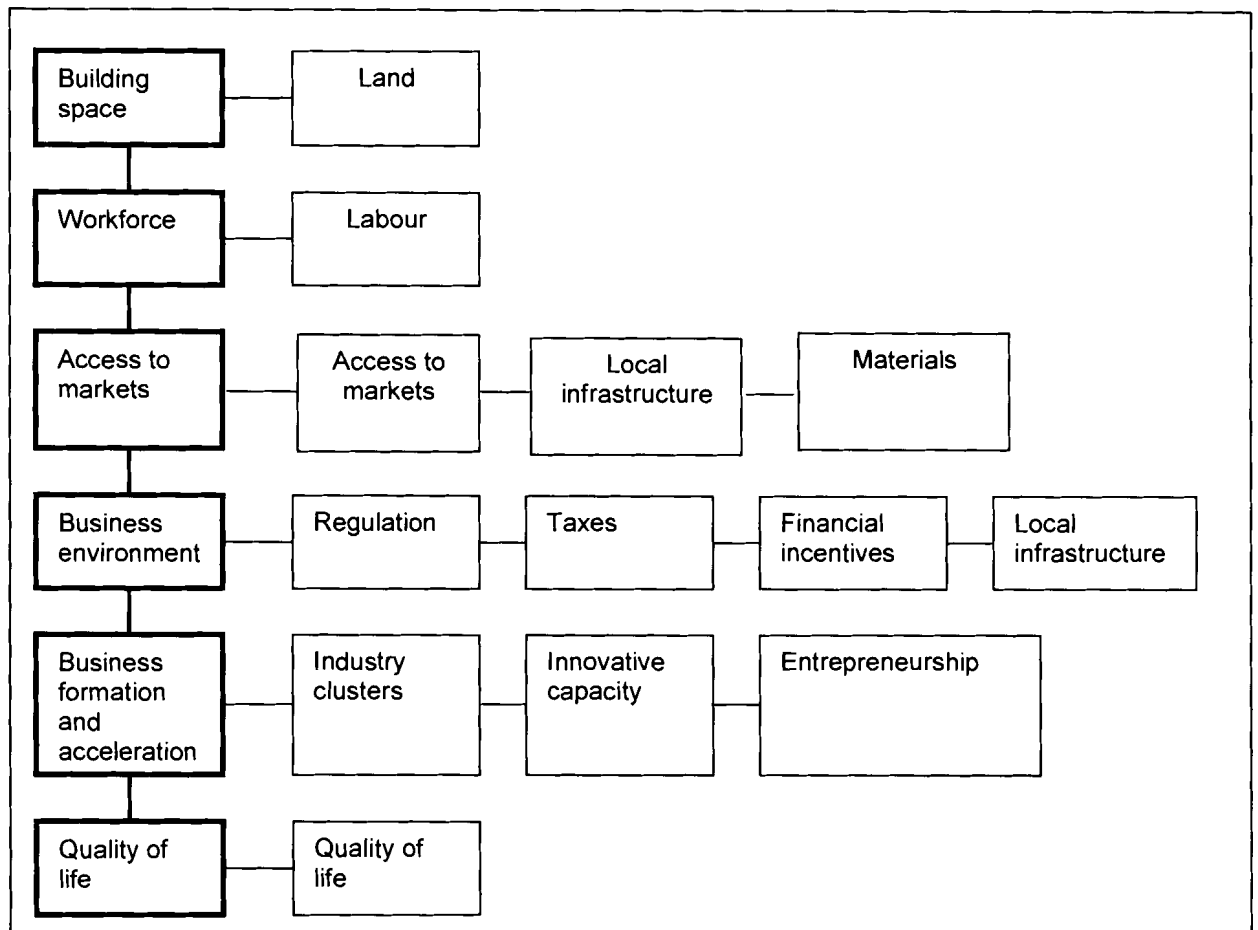 Building
space
Land
Workforce
Labour
Access to
markets
Access to
markets
Local
infrastructure
Materials
Business
environment
Regulation
Taxes
Financial
incentives
Local
infrastructure
Business
formation
and
acceleration
Industry
clusters
Innovative
capacity
Entrepreneurship
Quality of
life
Quality of
life